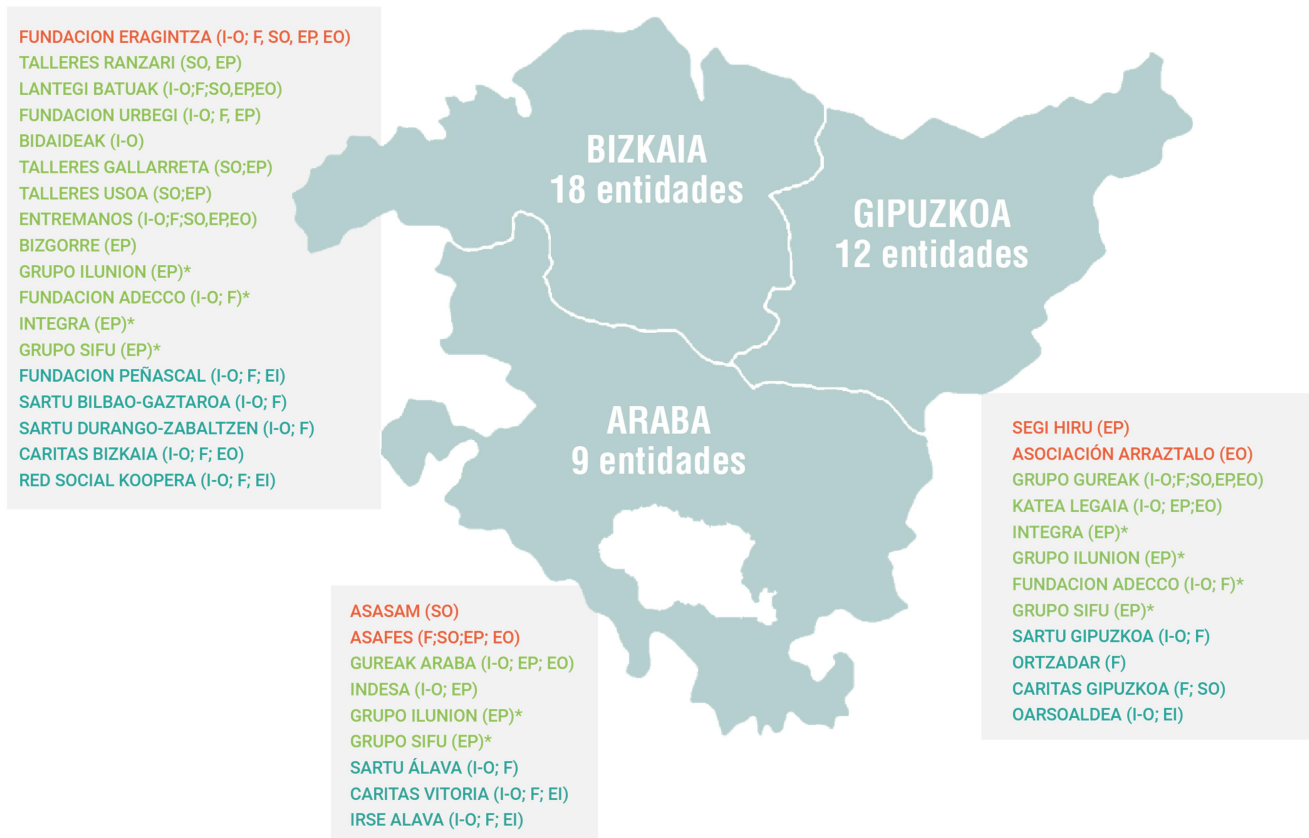 FUNDACION ERAGINTZA (I-O; F, SO, EP, EO)
TALLERES RANZARI (SO, EP)
LANTEGI BATUAK (I-O;F;SO,EP,EO)
FUNDACION URBEGI (I-O; F, EP)
BIDAIDEAK (I-O)
TALLERES GALLARRETA (SO;EP)
TALLERES USOA (SO;EP)
ENTREMANOS (I-O;F;SO,EP,EO)
BIZGORRE (EP)
GRUPO ILUNION (EP)*
FUNDACION ADECCO (I-O; F)*
INTEGRA (EP)*
GRUPO SIFU (EP)*
FUNDACION PEÑASCAL (I-O; F; EI)
SARTU BILBAO-GAZTAROA (I-O; F)
SARTU DURANGO-ZABALTZEN (I-O; F)
CARITAS BIZKAIA (I-O; F; EO)
RED SOCIAL KOOPERA (I-O; F; EI)
BIZKAIA
18 entidades
GIPUZKOA
12 entidades
ARABA
9 entidades
SEGI HIRU (EP)
ASOCIACIÓN ARRAZTALO (EO)
GRUPO GUREAK (I-O;F;SO,EP,EO)
KATEA LEGAIA (I-O; EP;EO)
INTEGRA (EP)*
GRUPO ILUNION (EP)*
FUNDACION ADECCO (I-O; F)*
GRUPO SIFU (EP)*
SARTU GIPUZKOA (I-O; F)
ORTZADAR (F)
CARITAS GIPUZKOA (F; SO)
OARSOALDEA (I-O; EI)
ASASAM (SO)
ASAFES (F;SO;EP; EO)
GUREAK ARABA (I-O; EP; EO)
INDESA (I-O; EP)
GRUPO ILUNION (EP)*
GRUPO SIFU (EP)*
SARTU ÁLAVA (I-O; F)
CARITAS VITORIA (I-O; F; EI)
IRSE ALAVA (I-O; F; EI)